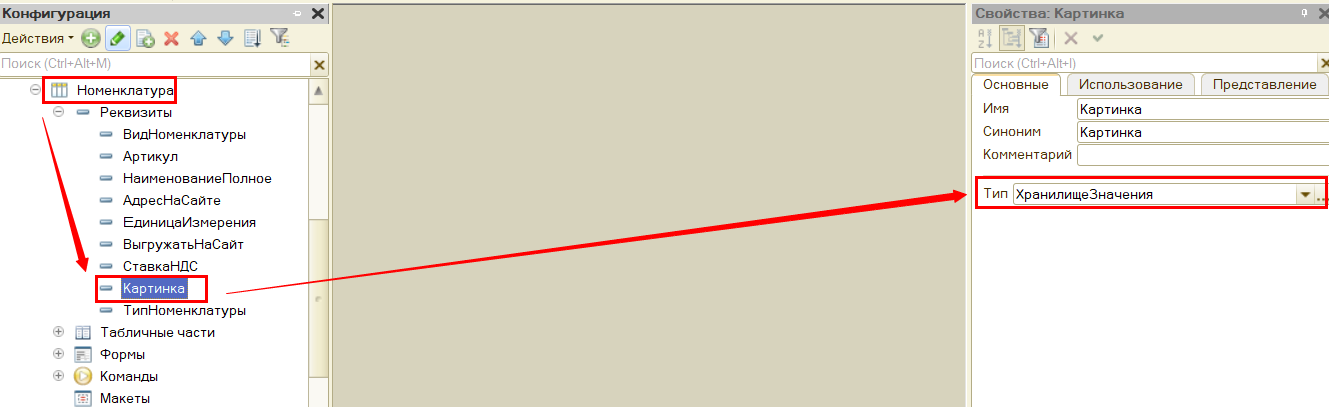 Конфигурация
Действия
Поиск (Ctrl+Alt+M)
Номенклатура
Реквизиты
ВидНоменклатуры
Артикул
НаименованиеПолное
АдресНаСайте
ЕдиницаИзмерения
ВыгружатьНаСайт
СтавкаНДС
Картинка
ТипНоменклатуры
Табличные части
Формы
Команды
Макеты
Свойства: Картинка
Поиск (Ctrl+Alt+I)
Основные Использование Представление
Имя Картинка
Синоним Картинка
Комментарий
Тип ХранилищеЗначения ...